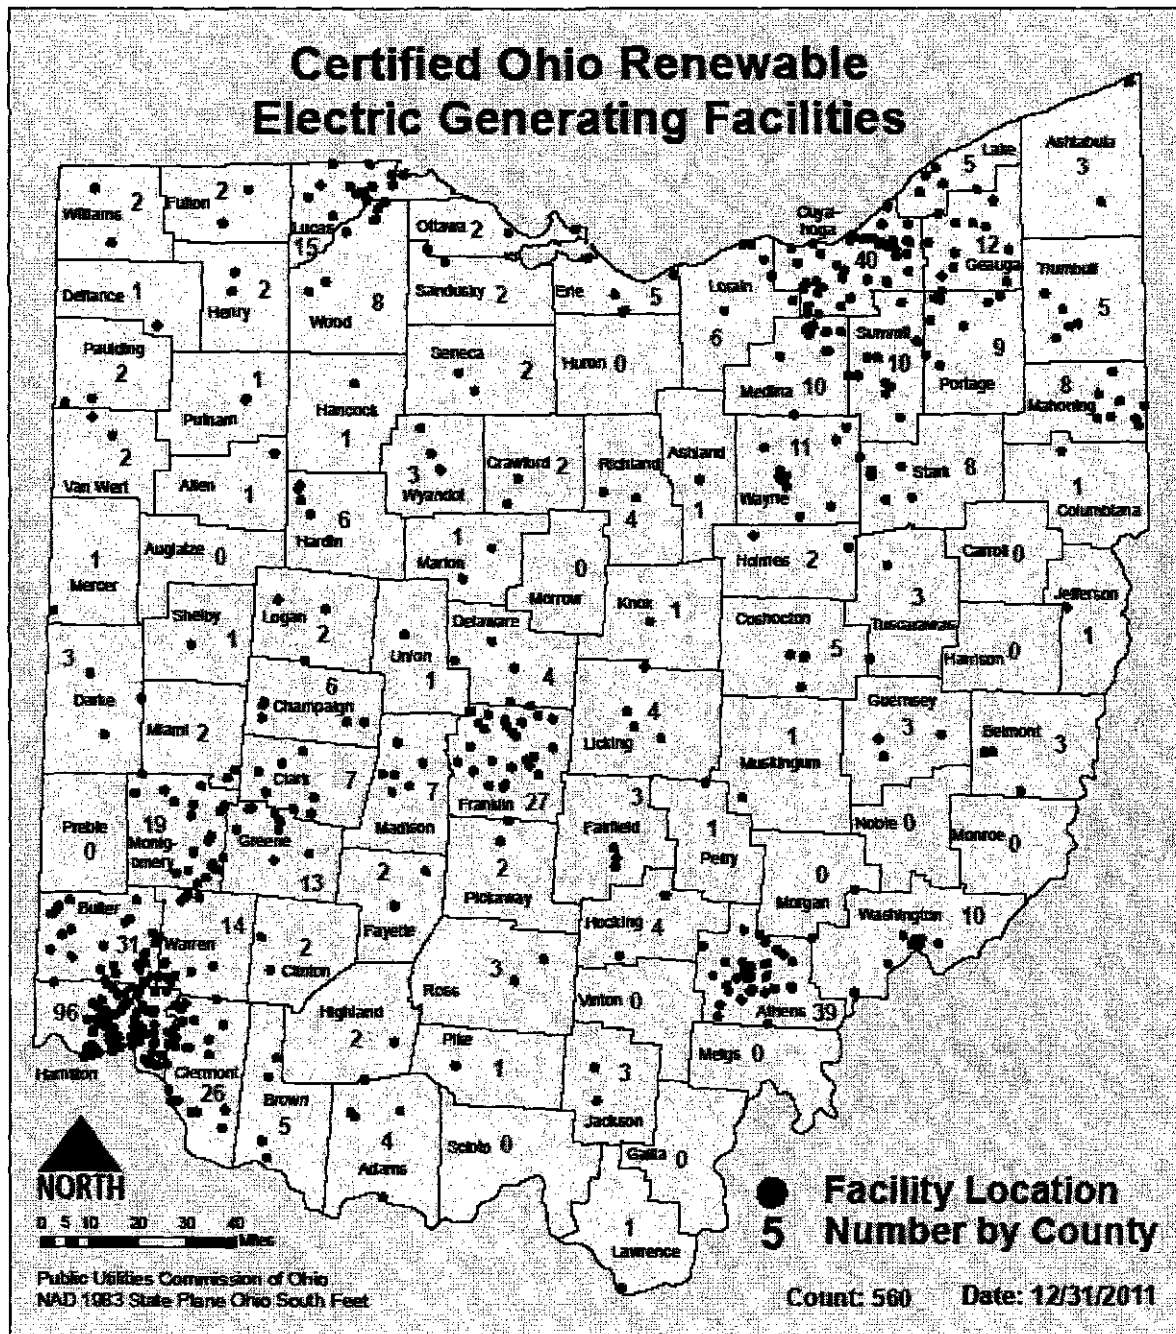 Certified Ohio Renewable
Electric Generating Facilities
Lake
5
Ashtabula
3
Williams 2
Fulton 2
Lucas
15
Ottawa 2
Cuya-
hoga
40
12
Geauga
Trumbull
5
Defiance 1
Henry 2
Wood 8
Sandusky 2
Erie 5
Lorain
6
Paulding
2
Putnam 1
Hancock
1
Seneca 2
Huron 0
Medina 10
Summit
10
9
Portage
8
Mahoning
Van Wert 2
Allen 1
Hardin 6
3
Wyandot
Crawford 2
Richland
4
Ashland
1
11
Wayne
Stark 8
1
Columbiana
1
Mercer
Auglaize 0
1
Marion
0
Morrow
Holmes 2
Carroll 0
Jefferson
1
Shelby 1
Logan
2
Union
1
Delaware
4
Knox 1
Coshocton
5
3
Tuscarawas
Harrison 0
3
Darke
Miami 2
6
Champaign
Licking 4
1
Muskingum
Guernsey
3
Belmont 3
Preble
0
19
Montg-
omery
Clark 7
Greene
13
7
Madison
Franklin 27
3
Fairfield
1
Perry
0
Morgan
Noble 0
Monroe 0
Butler
31
Warren 14
2
Clinton
2
Fayette
2
Pickaway
Hocking 4
Washington 10
96
Hamilton
Clermont
26
Highland
2
Ross 3
Vinton 0
Athens 39
Brown
5
4
Adams
Pike
1
Scioto 0
3
Jackson
Meigs 0
Gallia 0
1
Lawrence
NORTH
0 5 10 20 30 40
Miles
Facility Location
5 Number by County
Public Utilities Commission of Ohio
NAD 1983 State Plane Ohio South Feet
Count: 560 Date: 12/31/2011